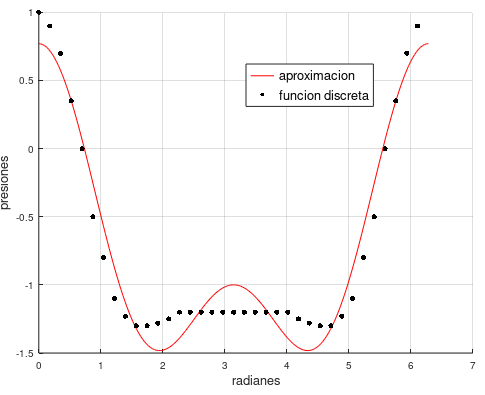 1
0.5
0
-0.5
-1
-1.5
presiones
aproximacion
funcion discreta
0 1 2 3 4 5 6 7
radianes